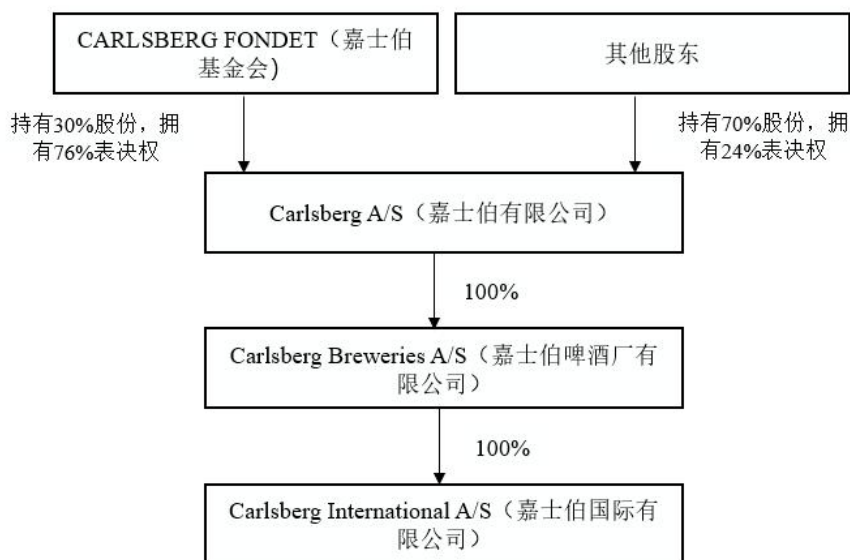 CARLSBERG FONDET（嘉士伯
基金会)
其他股东
持有30%股份，拥
有76%表决权
持有70%股份，拥
有24%表决权
Carlsberg A/S（嘉士伯有限公司）
100%
Carlsberg Breweries A/S（嘉士伯啤酒厂有
限公司）
100%
Carlsberg International A/S（嘉士伯国际有
限公司）